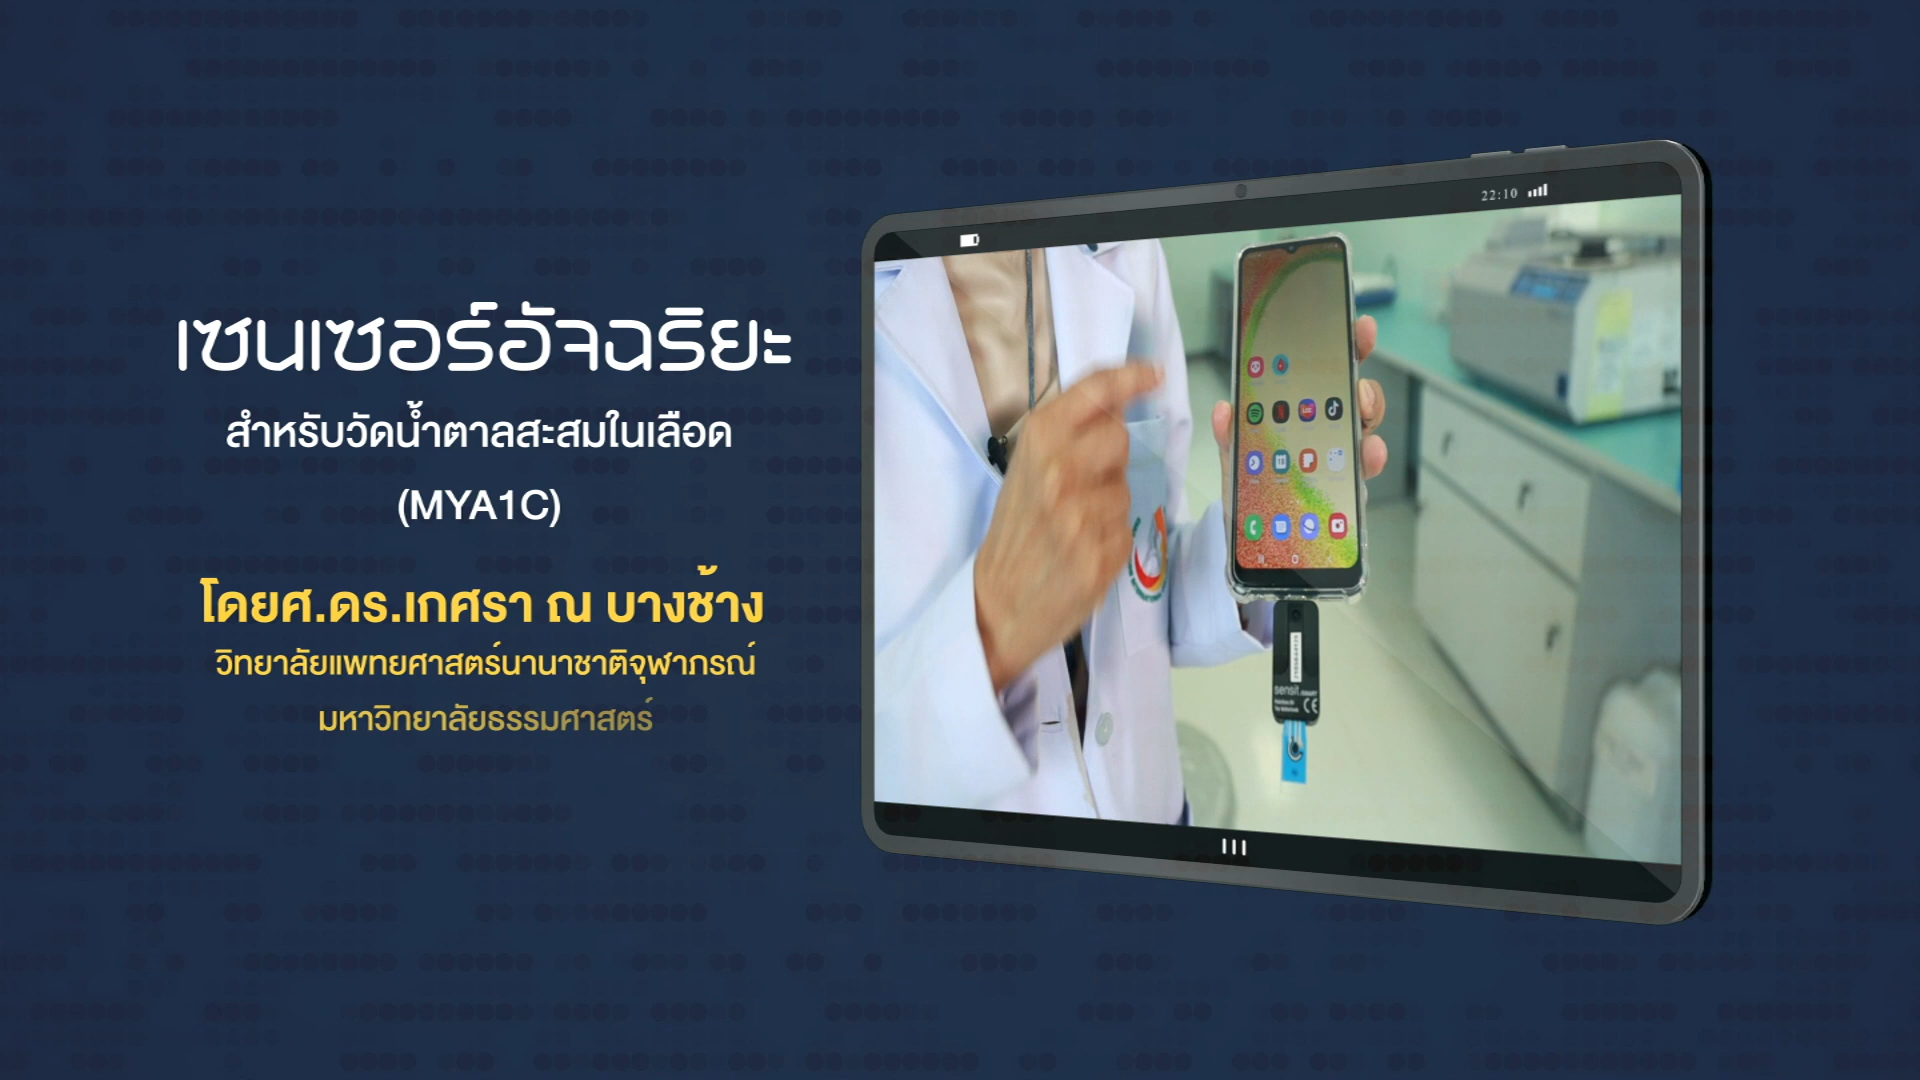 เซนเซอร์อัจฉริยะ
สำหรับวัดน้ำตาลสะสมในเลือด
(MYA1C)
โดยศ.ดร.เกศรา ณ บางช้าง
วิทยาลัยแพทยศาสตร์นานาชาติจุฬาภรณ์
มหาวิทยาลัยธรรมศาสตร์
22:10
sensit smart
CE